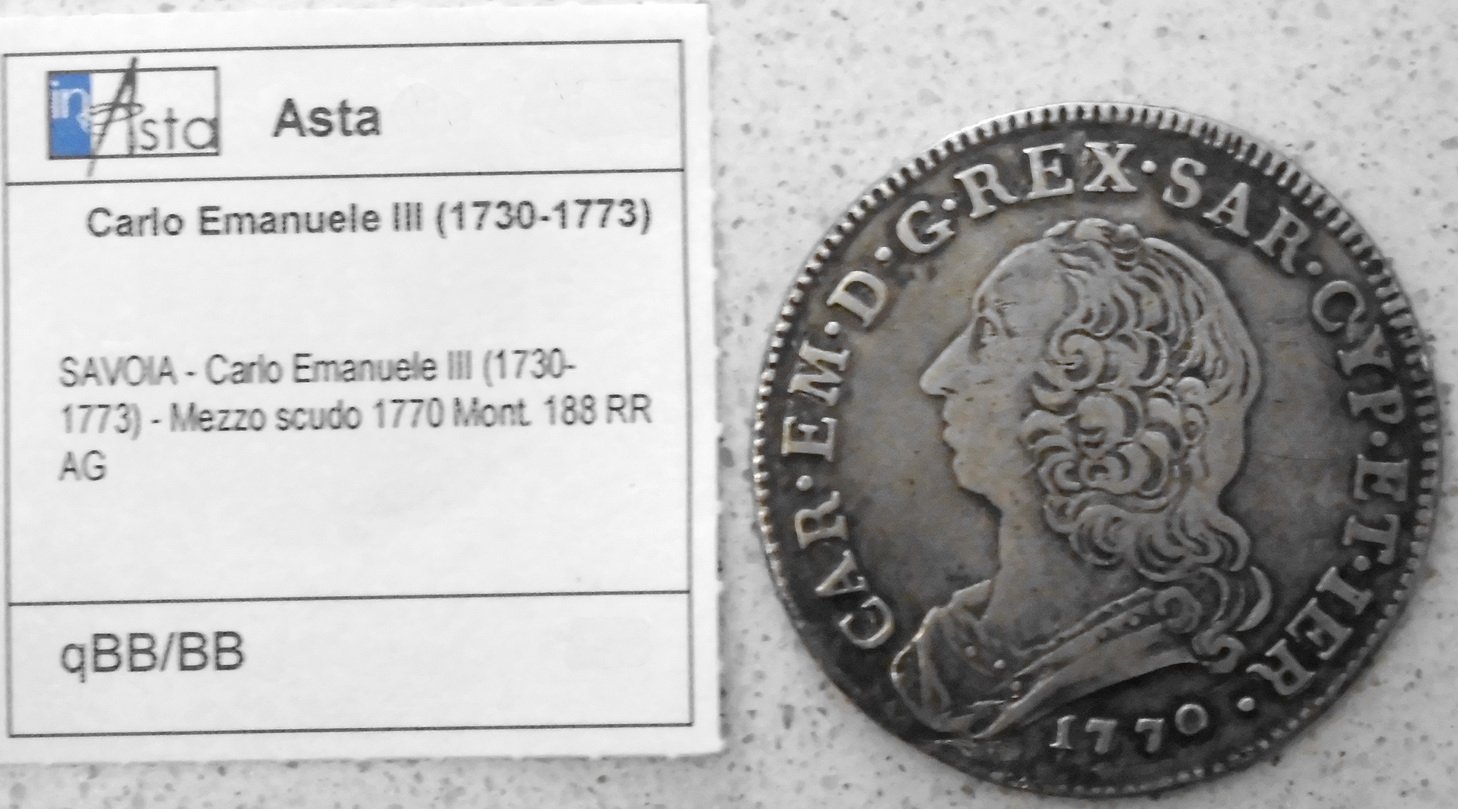 inAsta
Asta
Carlo Emanuele III (1730-1773)
SAVOIA - Carlo Emanuele III (1730-
1773) - Mezzo scudo 1770 Mont. 188 RR
AG
qBB/BB
CAR·EM·D·G·REX·SAR·CYP·ET·IER·
1770